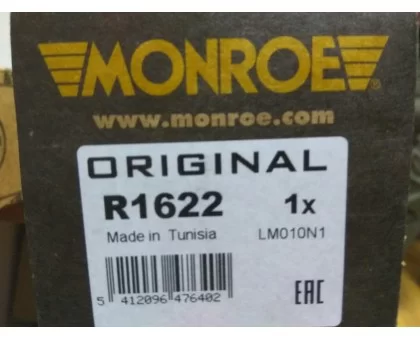 MONROE®
www.monroe.com
ORIGINAL
R1622 1x
Made in Tunisia LM010N1
5 412096 476402
EAC